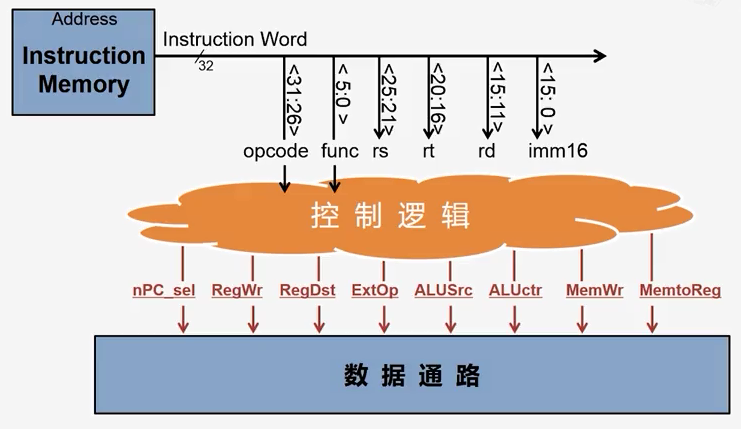 Address
Instruction
Memory
Instruction Word
32
<31:26>
< 5:0 >
<25:21>
<20:16>
<15:11>
<15: 0>
opcode func rs rt rd imm16
控制逻辑
nPC_sel RegWr RegDst ExtOp ALUSrc ALUctr MemWr MemtoReg
数据通路